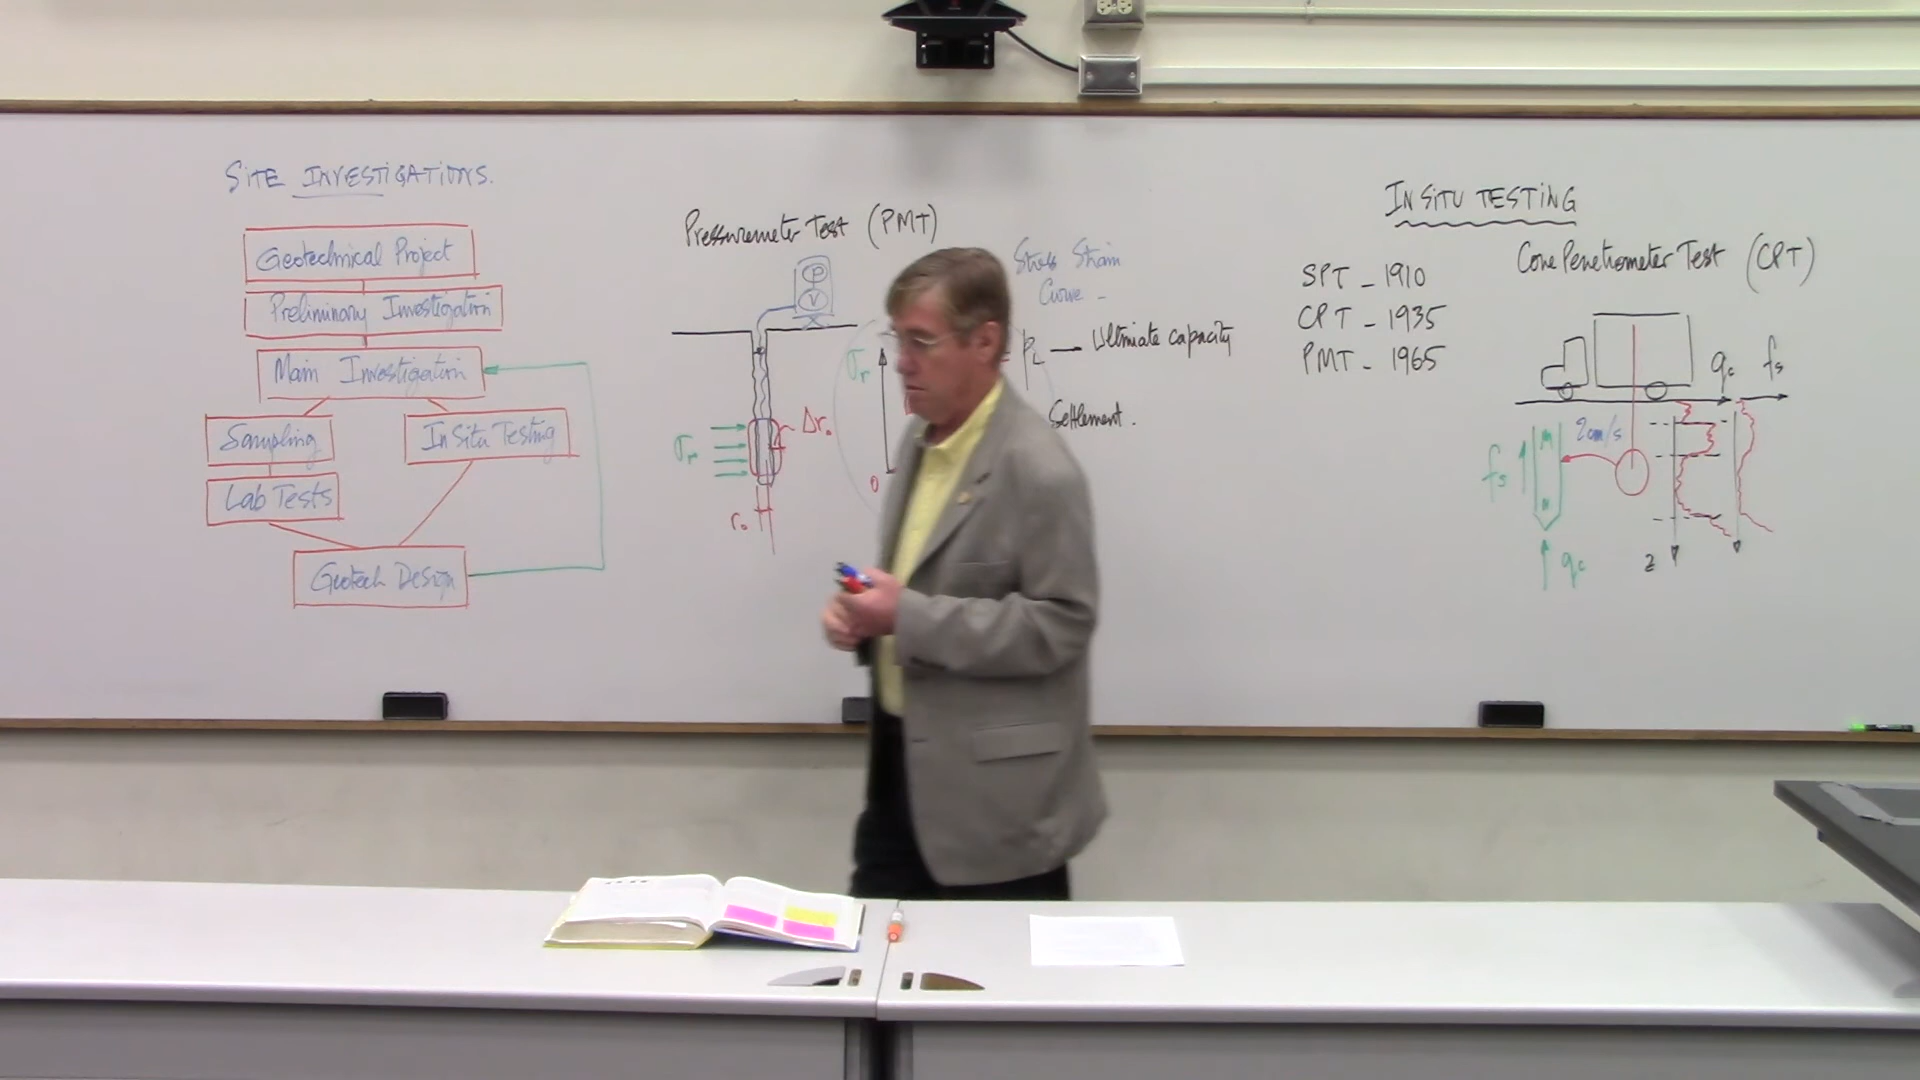 SITE INVESTIGATIONS.
Geotechnical Project
Preliminary Investigation
Main Investigation
Sampling
In Situ Testing
Lab Tests
Geotech Design
Pressuremeter Test (PMT)
P
V
σr
Δr₀
r₀
σr
0
Stress Strain
Curve -
PL — Ultimate capacity
Settlement.
IN SITU TESTING
SPT - 1910
CPT - 1935
PMT - 1965
Cone Penetrometer Test (CPT)
qc fs
2cm/s
fs
qc
z